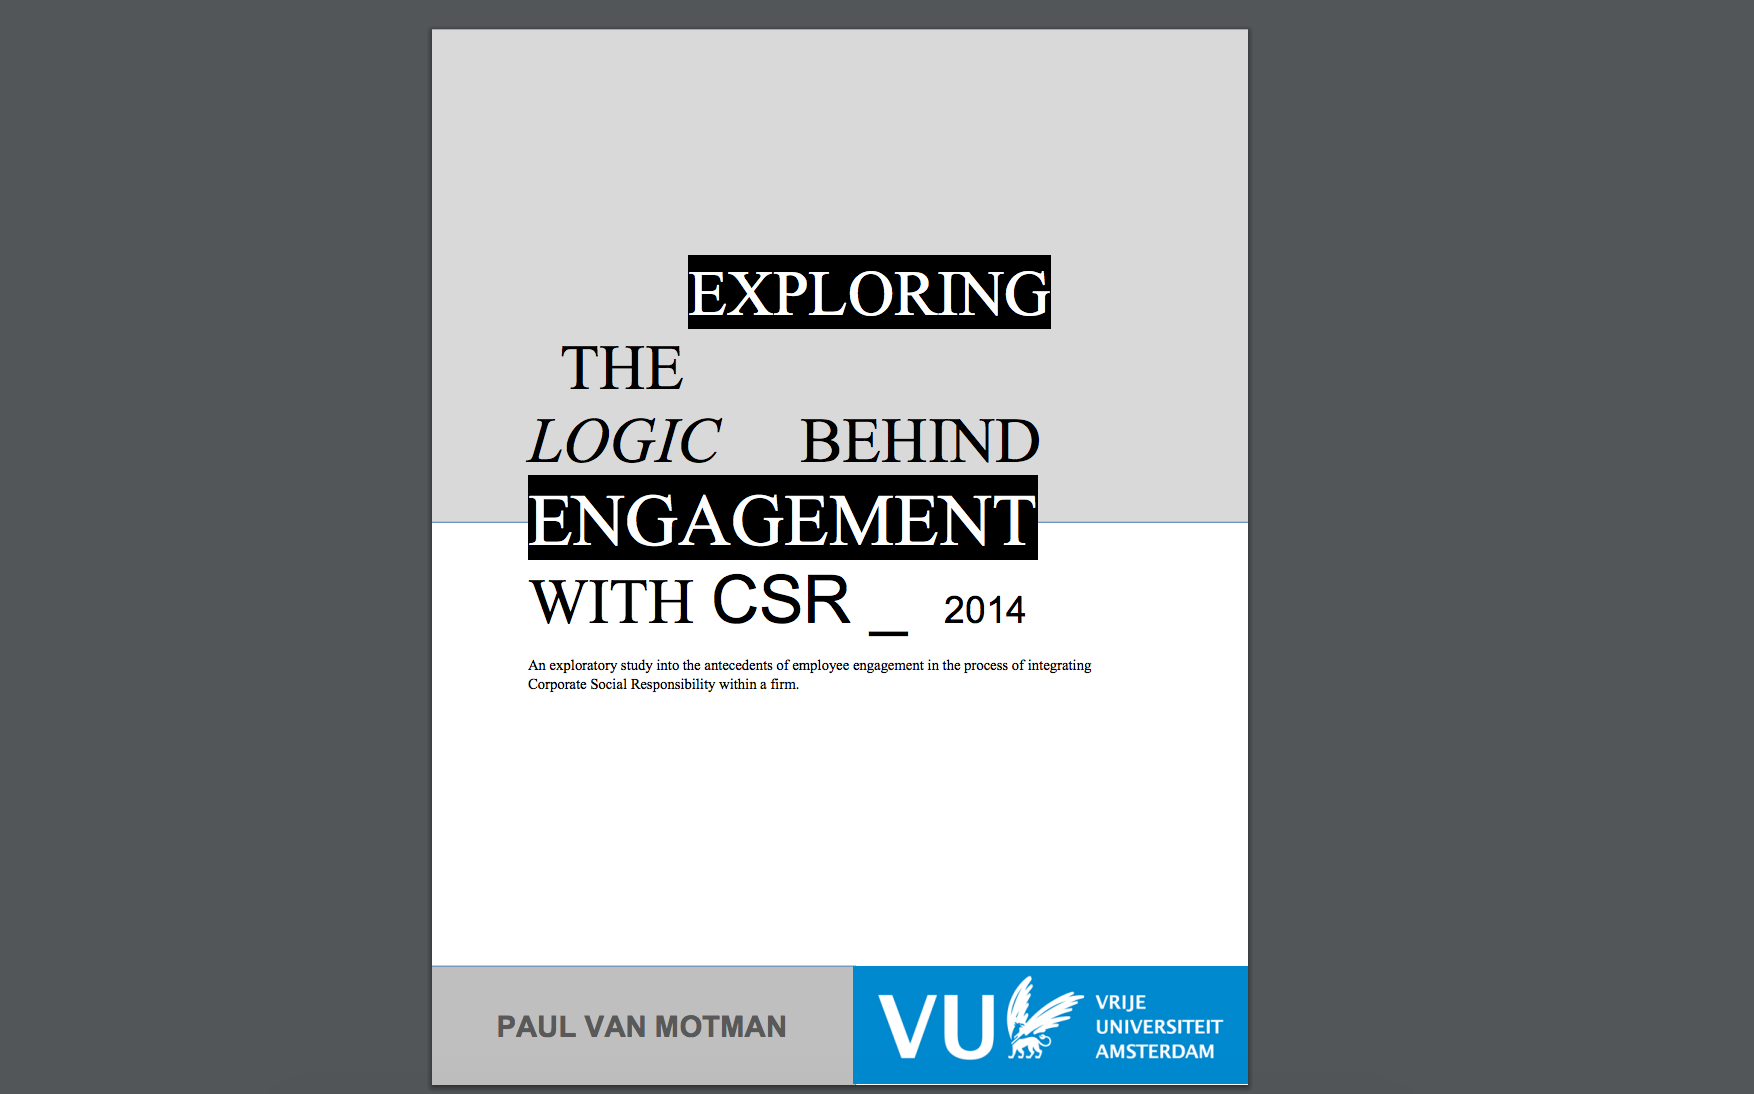 EXPLORING
THE
LOGIC BEHIND
ENGAGEMENT
WITH CSR _ 2014
An exploratory study into the antecedents of employee engagement in the process of integrating
Corporate Social Responsibility within a firm.
PAUL VAN MOTMAN
VU
VRIJE
UNIVERSITEIT
AMSTERDAM